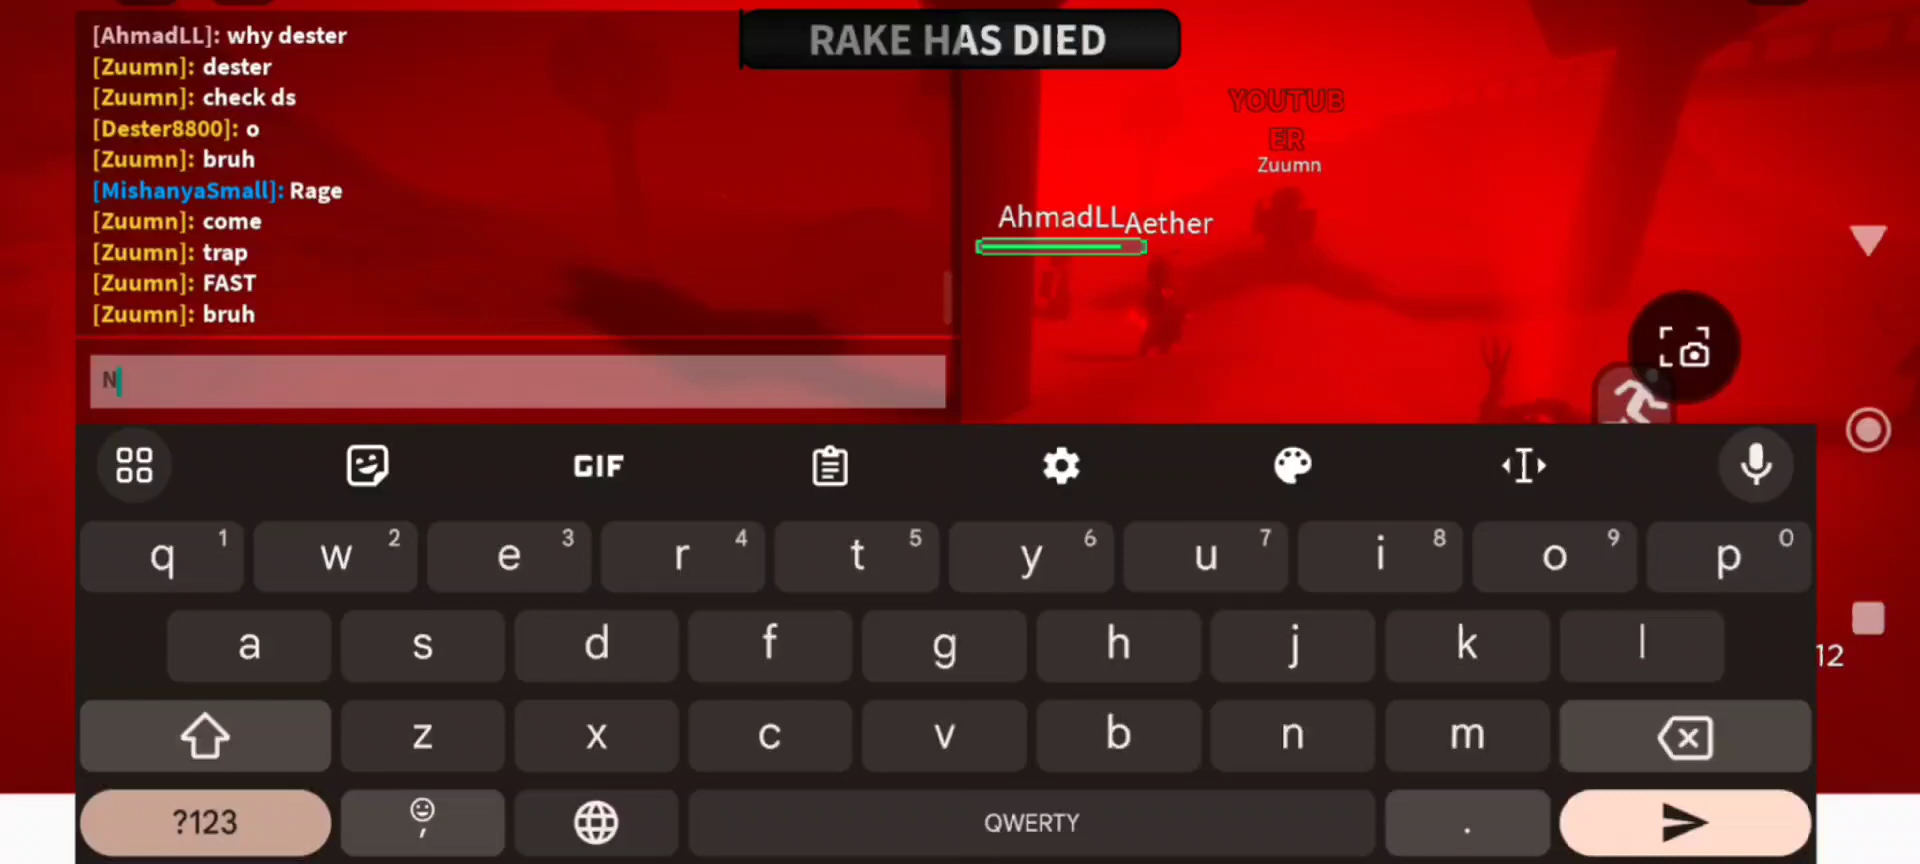 [AhmadLL]: why dester
[Zuumn]: dester
[Zuumn]: check ds
[Dester8800]: o
[Zuumn]: bruh
[MishanyaSmall]: Rage
[Zuumn]: come
[Zuumn]: trap
[Zuumn]: FAST
[Zuumn]: bruh
N
RAKE HAS DIED
YOUTUB
ER
Zuumn
AhmadLL
Aether
GIF
q 1 w 2 e 3 r 4 t 5 y 6 u 7 i 8 o 9 p 0
a s d f g h j k l
12
z x c v b n m
?123 , QWERTY .